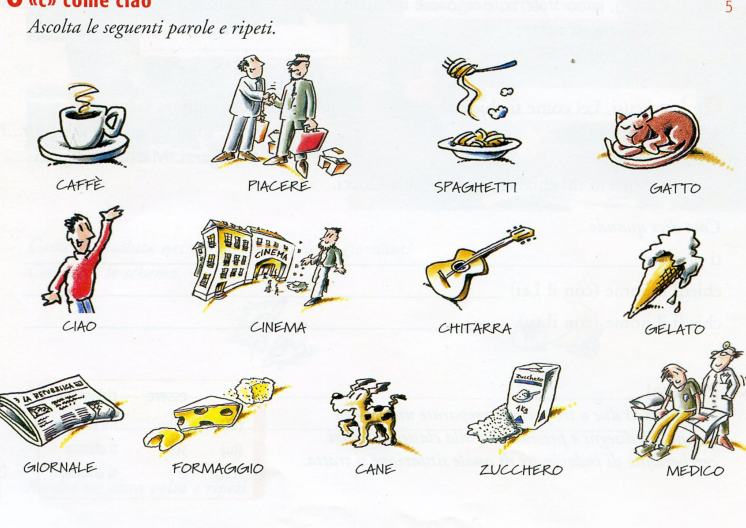 «c» come ciao
5
Ascolta le seguenti parole e ripeti.
CAFFÈ
PIACERE
SPAGHETTI
GATTO
CIAO
CINEMA
CINEMA
CHITARRA
GELATO
LA REPUBBLICA
GIORNALE
FORMAGGIO
CANE
Zucchero
1Kg
ZUCCHERO
MEDICO